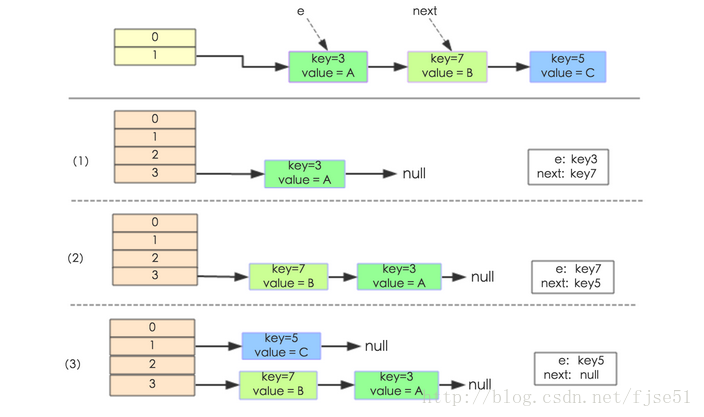 e next
0
1
key=3 key=7 key=5
value = A value = B value = C
(1)
0
1
2
3
key=3
value = A
null
e: key3
next: key7
(2)
0
1
2
3
key=7 key=3
value = B value = A
null
e: key7
next: key5
(3)
0
1
2
3
key=5
value = C
null
key=7 key=3
value = B value = A
null
e: key5
next: null
http://blog.csdn.net/fjse51